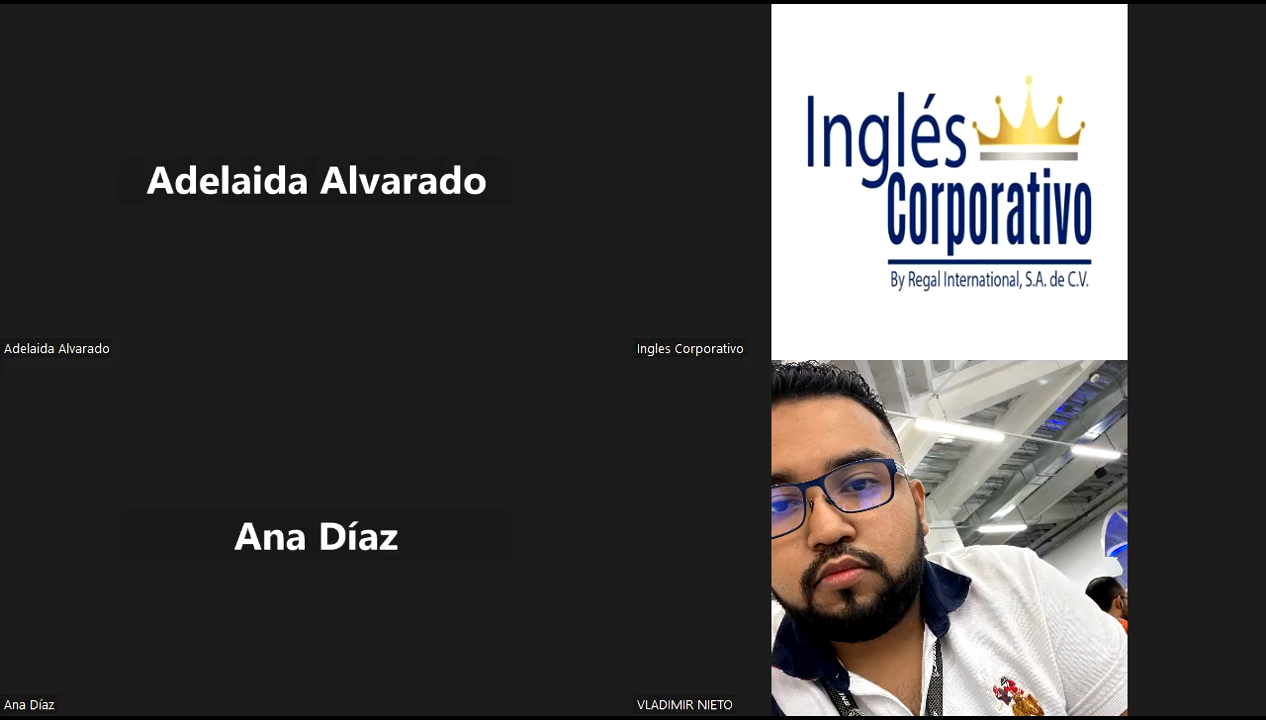 Adelaida Alvarado
Inglés
Corporativo
By Regal International, S.A. de C.V.
Adelaida Alvarado
Ingles Corporativo
Ana Díaz
Ana Díaz
VLADIMIR NIETO